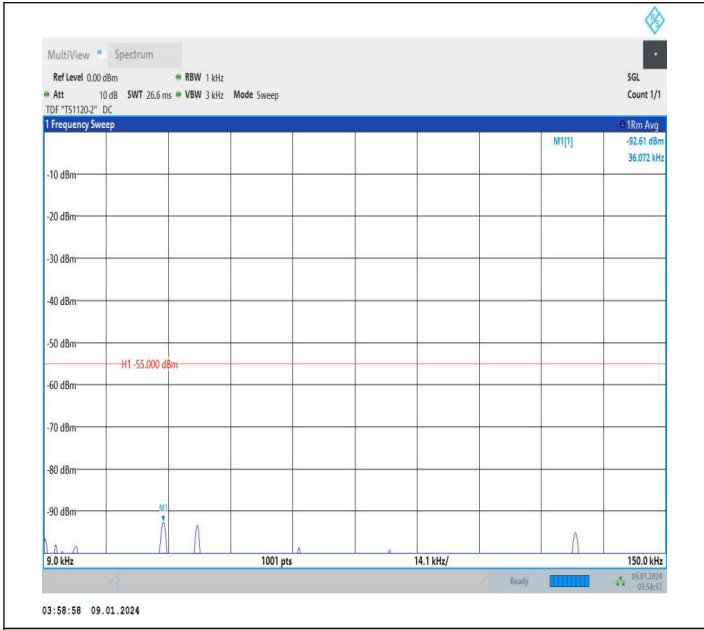 MultiView Spectrum
Ref Level 0.00 dBm RBW 1 kHz SGL
Att 10 dB SWT 26.6 ms VBW 3 kHz Mode Sweep Count 1/1
TDF "TS1120-2" DC
1 Frequency Sweep 1Rm Avg
M1[1] -92.61 dBm
36.072 kHz
-10 dBm
-20 dBm
-30 dBm
-40 dBm
-50 dBm
H1 -55.000 dBm
-60 dBm
-70 dBm
-80 dBm
-90 dBm
M1
9.0 kHz 1001 pts 14.1 kHz/ 150.0 kHz
Ready 09.01.2024
03:58:57
03:58:58 09.01.2024